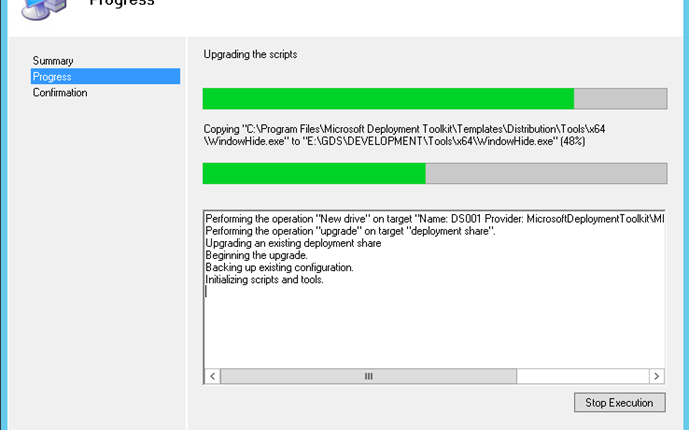 Progress
Summary
Progress
Confirmation
Upgrading the scripts
Copying "C:\Program Files\Microsoft Deployment Toolkit\Templates\Distribution\Tools\x64
\WindowHide.exe" to "E:\GDS\DEVELOPMENT\Tools\x64\WindowHide.exe" (48%)
Performing the operation "New drive" on target "Name: DS001 Provider: MicrosoftDeploymentToolkit\MI
Performing the operation "upgrade" on target "deployment share".
Upgrading an existing deployment share
Beginning the upgrade.
Backing up existing configuration.
Initializing scripts and tools.
Stop Execution